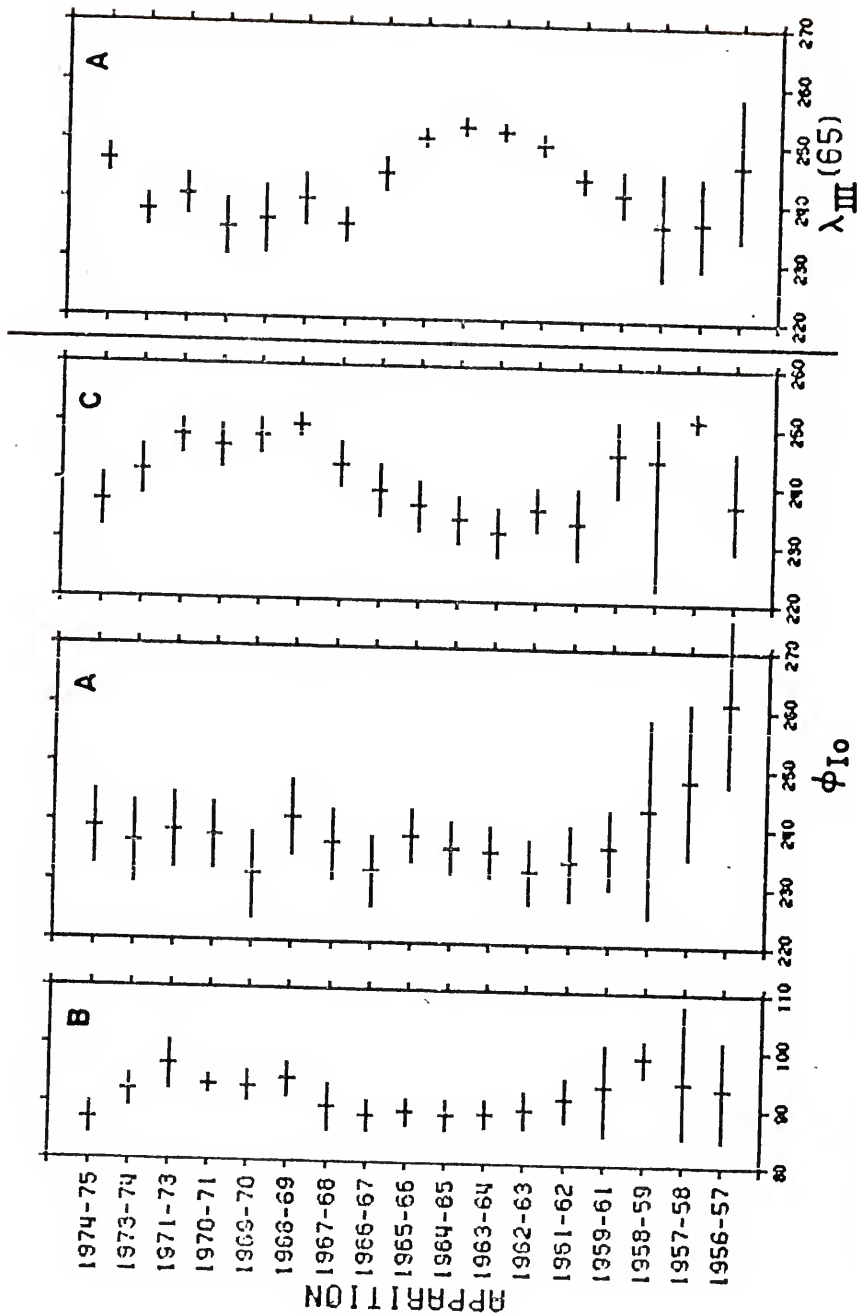 B
A
C
A
1974-75
1973-74
1971-73
1970-71
1969-70
1968-69
1967-68
1966-67
1965-66
1964-65
1963-64
1962-63
1961-62
1959-61
1958-59
1957-58
1956-57
APPARITION
80 90 100 110
220 230 240 250 260 270
220 230 240 250 260
220 230 240 250 260 270
ϕIo
λIII(65)